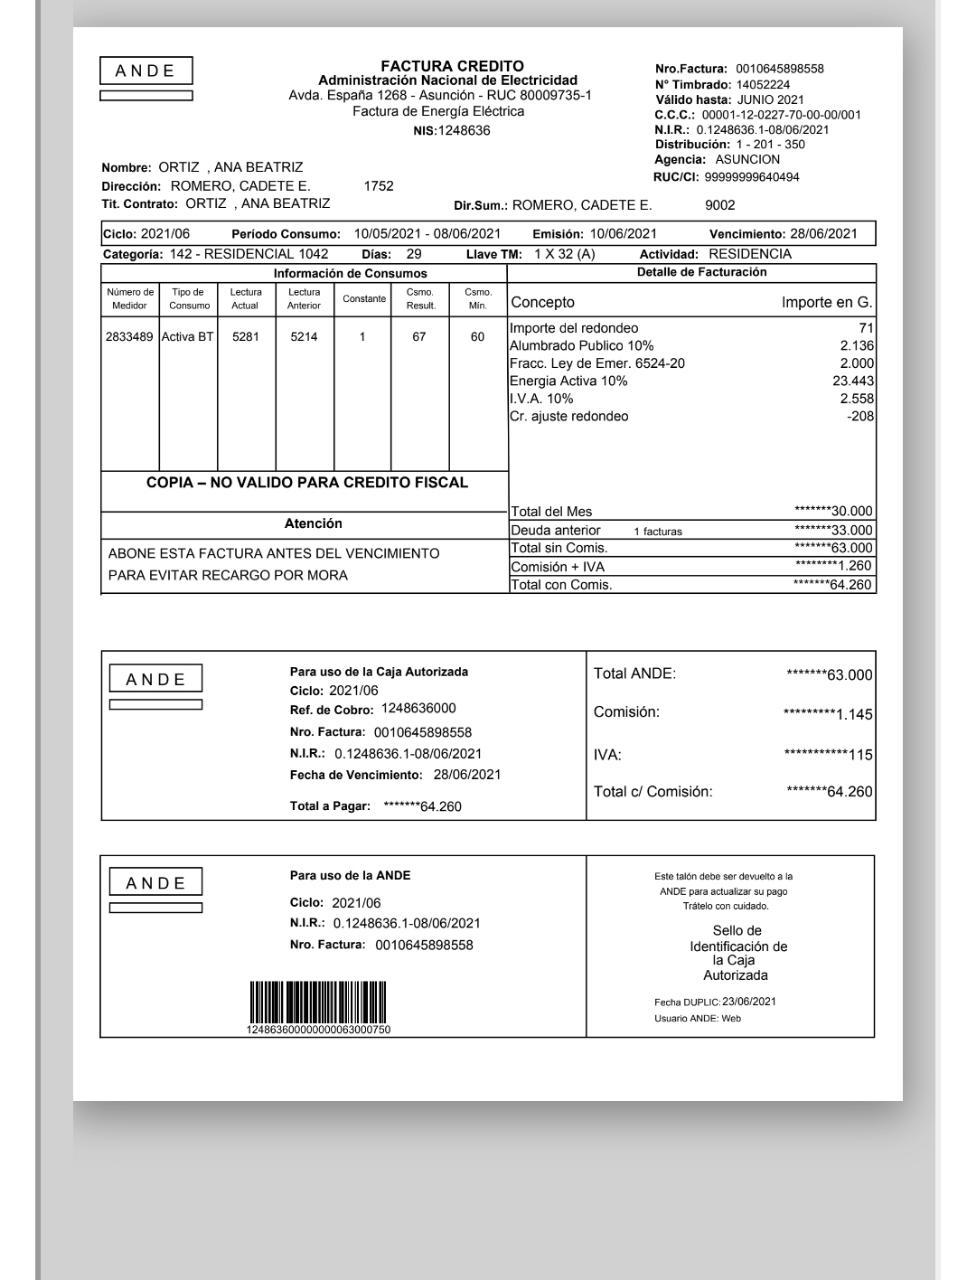 ANDE
FACTURA CREDITO
Administración Nacional de Electricidad
Avda. España 1268 - Asunción - RUC 80009735-1
Factura de Energía Eléctrica
NIS:1248636
Nro.Factura: 0010645898558
N° Timbrado: 14052224
Válido hasta: JUNIO 2021
C.C.C.: 00001-12-0227-70-00-00/001
N.I.R.: 0.1248636.1-08/06/2021
Distribución: 1 - 201 - 350
Agencia: ASUNCION
RUC/CI: 99999999640494
Nombre: ORTIZ , ANA BEATRIZ
Dirección: ROMERO, CADETE E. 1752
Tit. Contrato: ORTIZ , ANA BEATRIZ Dir.Sum.: ROMERO, CADETE E. 9002
Ciclo: 2021/06 Período Consumo: 10/05/2021 - 08/06/2021 Emisión: 10/06/2021 Vencimiento: 28/06/2021
Categoría: 142 - RESIDENCIAL 1042 Días: 29 Llave TM: 1 X 32 (A) Actividad: RESIDENCIA
Información de Consumos
Número de Medidor Tipo de Consumo Lectura Actual Lectura Anterior Constante Csmo. Result. Csmo. Mín.
2833489 Activa BT 5281 5214 1 67 60
COPIA – NO VALIDO PARA CREDITO FISCAL
Atención
ABONE ESTA FACTURA ANTES DEL VENCIMIENTO
PARA EVITAR RECARGO POR MORA
Detalle de Facturación
Concepto Importe en G.
Importe del redondeo 71
Alumbrado Publico 10% 2.136
Fracc. Ley de Emer. 6524-20 2.000
Energia Activa 10% 23.443
I.V.A. 10% 2.558
Cr. ajuste redondeo -208
Total del Mes *******30.000
Deuda anterior 1 facturas *******33.000
Total sin Comis. *******63.000
Comisión + IVA ********1.260
Total con Comis. *******64.260
ANDE
Para uso de la Caja Autorizada
Ciclo: 2021/06
Ref. de Cobro: 1248636000
Nro. Factura: 0010645898558
N.I.R.: 0.1248636.1-08/06/2021
Fecha de Vencimiento: 28/06/2021
Total a Pagar: *******64.260
Total ANDE: *******63.000
Comisión: *********1.145
IVA: ***********115
Total c/ Comisión: *******64.260
ANDE
Para uso de la ANDE
Ciclo: 2021/06
N.I.R.: 0.1248636.1-08/06/2021
Nro. Factura: 0010645898558
12486360000000063000750
Este talón debe ser devuelto a la
ANDE para actualizar su pago
Trátelo con cuidado.
Sello de
Identificación de
la Caja
Autorizada
Fecha DUPLIC: 23/06/2021
Usuario ANDE: Web